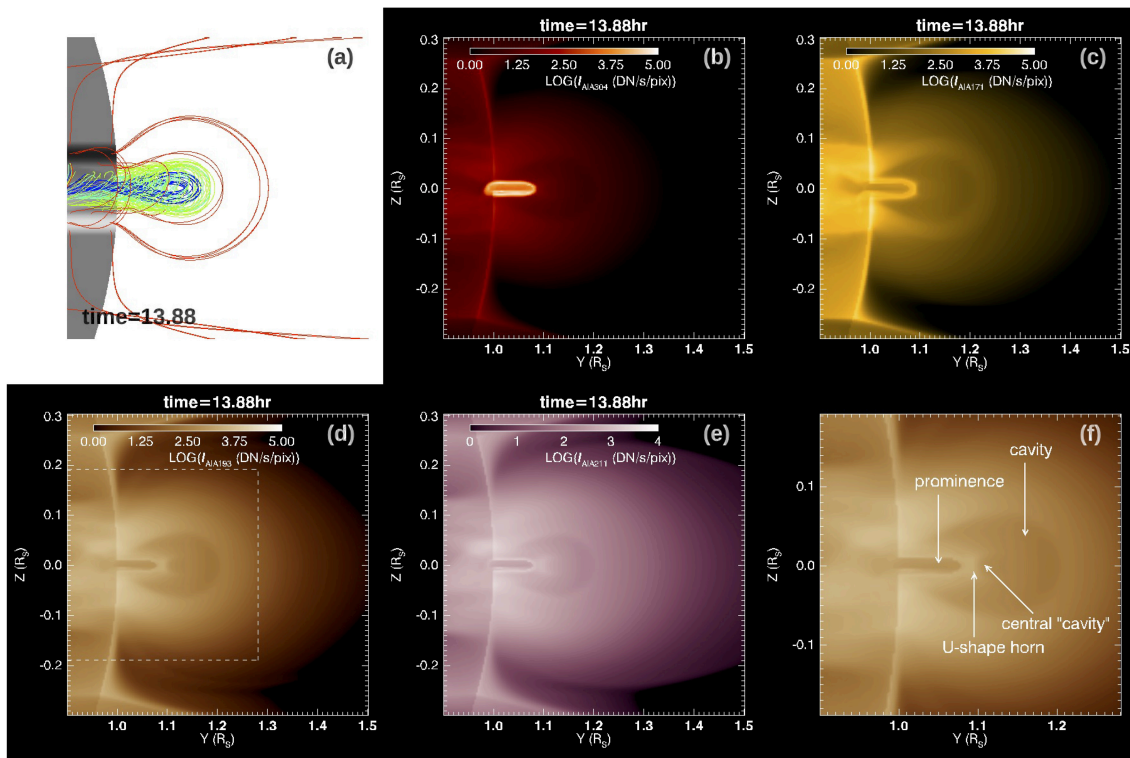 (a)
time=13.88
time=13.88hr
(b)
0.00 1.25 2.50 3.75 5.00
LOG(I_AIA304 (DN/s/pix))
0.3
0.2
0.1
0.0
-0.1
-0.2
Z (R_S)
1.0 1.1 1.2 1.3 1.4 1.5
Y (R_S)
time=13.88hr
(c)
0.00 1.25 2.50 3.75 5.00
LOG(I_AIA171 (DN/s/pix))
0.3
0.2
0.1
0.0
-0.1
-0.2
Z (R_S)
1.0 1.1 1.2 1.3 1.4 1.5
Y (R_S)
time=13.88hr
(d)
0.00 1.25 2.50 3.75 5.00
LOG(I_AIA193 (DN/s/pix))
0.3
0.2
0.1
0.0
-0.1
-0.2
Z (R_S)
1.0 1.1 1.2 1.3 1.4 1.5
Y (R_S)
time=13.88hr
(e)
0 1 2 3 4
LOG(I_AIA211 (DN/s/pix))
0.3
0.2
0.1
0.0
-0.1
-0.2
Z (R_S)
1.0 1.1 1.2 1.3 1.4 1.5
Y (R_S)
(f)
cavity
prominence
central "cavity"
U-shape horn
0.1
0.0
-0.1
Z (R_S)
1.0 1.1 1.2
Y (R_S)